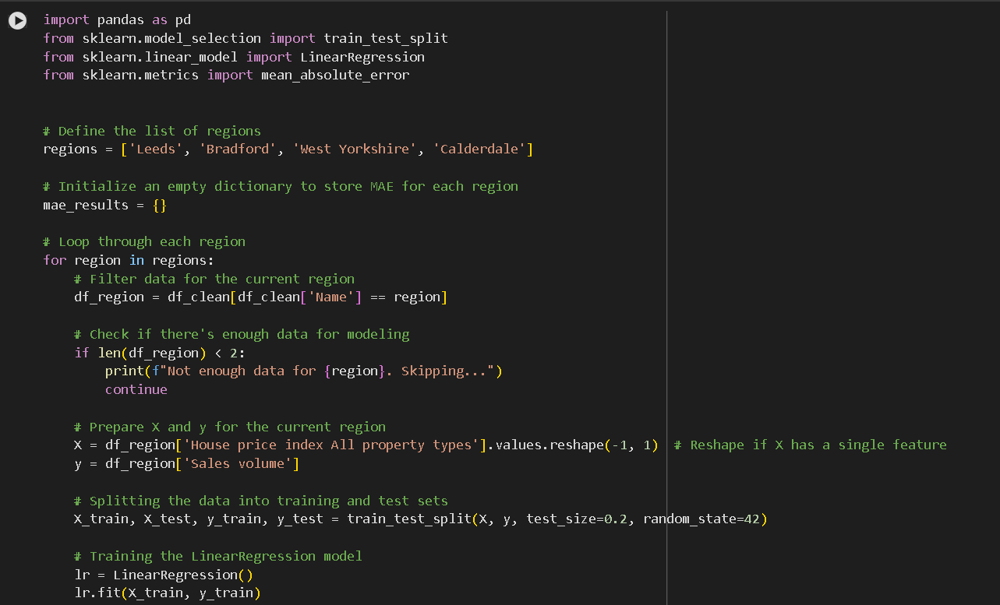 import pandas as pd
from sklearn.model_selection import train_test_split
from sklearn.linear_model import LinearRegression
from sklearn.metrics import mean_absolute_error
# Define the list of regions
regions = ['Leeds', 'Bradford', 'West Yorkshire', 'Calderdale']
# Initialize an empty dictionary to store MAE for each region
mae_results = {}
# Loop through each region
for region in regions:
    # Filter data for the current region
    df_region = df_clean[df_clean['Name'] == region]
    # Check if there's enough data for modeling
    if len(df_region) < 2:
        print(f"Not enough data for {region}. Skipping...")
        continue
    # Prepare X and y for the current region
    X = df_region['House price index All property types'].values.reshape(-1, 1)  # Reshape if X has a single feature
    y = df_region['Sales volume']
    # Splitting the data into training and test sets
    X_train, X_test, y_train, y_test = train_test_split(X, y, test_size=0.2, random_state=42)
    # Training the LinearRegression model
    lr = LinearRegression()
    lr.fit(X_train, y_train)